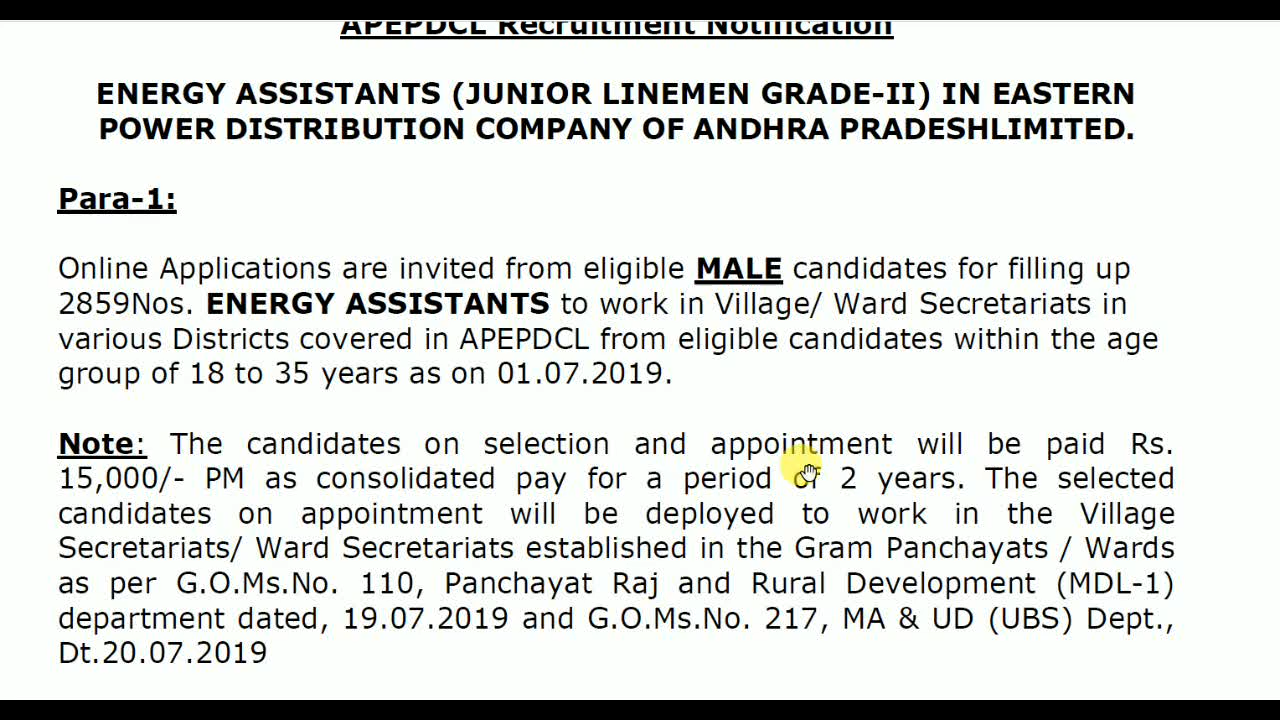 APEPDCL Recruitment Notification
ENERGY ASSISTANTS (JUNIOR LINEMEN GRADE-II) IN EASTERN
POWER DISTRIBUTION COMPANY OF ANDHRA PRADESHLIMITED.
Para-1:
Online Applications are invited from eligible MALE candidates for filling up
2859Nos. ENERGY ASSISTANTS to work in Village/ Ward Secretariats in
various Districts covered in APEPDCL from eligible candidates within the age
group of 18 to 35 years as on 01.07.2019.
Note: The candidates on selection and appointment will be paid Rs.
15,000/- PM as consolidated pay for a period of 2 years. The selected
candidates on appointment will be deployed to work in the Village
Secretariats/ Ward Secretariats established in the Gram Panchayats / Wards
as per G.O.Ms.No. 110, Panchayat Raj and Rural Development (MDL-1)
department dated, 19.07.2019 and G.O.Ms.No. 217, MA & UD (UBS) Dept.,
Dt.20.07.2019